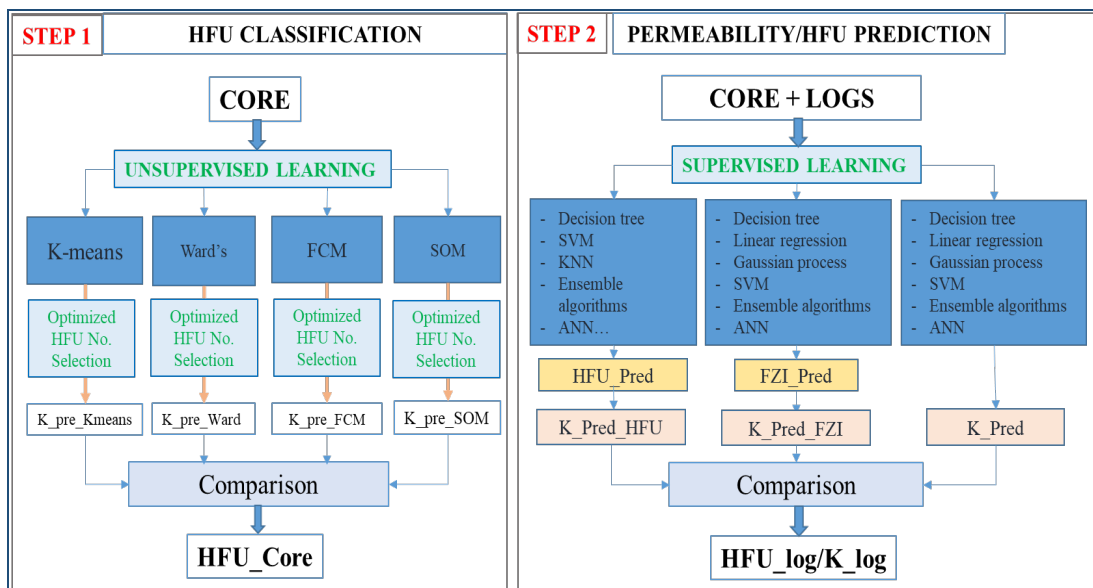 STEP 1
HFU CLASSIFICATION
CORE
UNSUPERVISED LEARNING
K-means
Ward's
FCM
SOM
Optimized
HFU No.
Selection
Optimized
HFU No.
Selection
Optimized
HFU No.
Selection
Optimized
HFU No.
Selection
K_pre_Kmeans
K_pre_Ward
K_pre_FCM
K_pre_SOM
Comparison
HFU_Core
STEP 2
PERMEABILITY/HFU PREDICTION
CORE + LOGS
SUPERVISED LEARNING
- Decision tree
- SVM
- KNN
- Ensemble
algorithms
- ANN...
- Decision tree
- Linear regression
- Gaussian process
- SVM
- Ensemble algorithms
- ANN
- Decision tree
- Linear regression
- Gaussian process
- SVM
- Ensemble algorithms
- ANN
HFU_Pred
FZI_Pred
K_Pred_HFU
K_Pred_FZI
K_Pred
Comparison
HFU_log/K_log